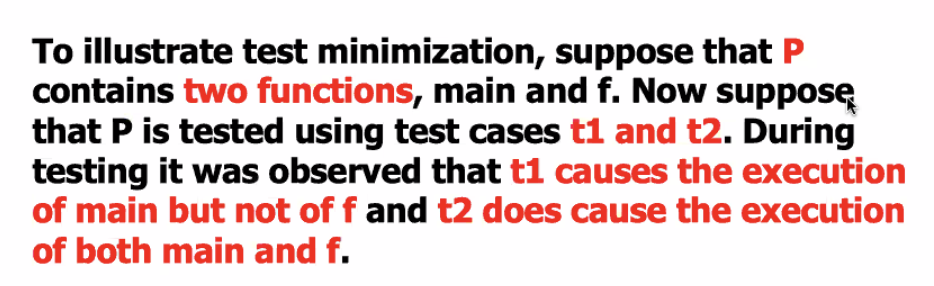 To illustrate test minimization, suppose that P
contains two functions, main and f. Now suppose
that P is tested using test cases t1 and t2. During
testing it was observed that t1 causes the execution
of main but not of f and t2 does cause the execution
of both main and f.